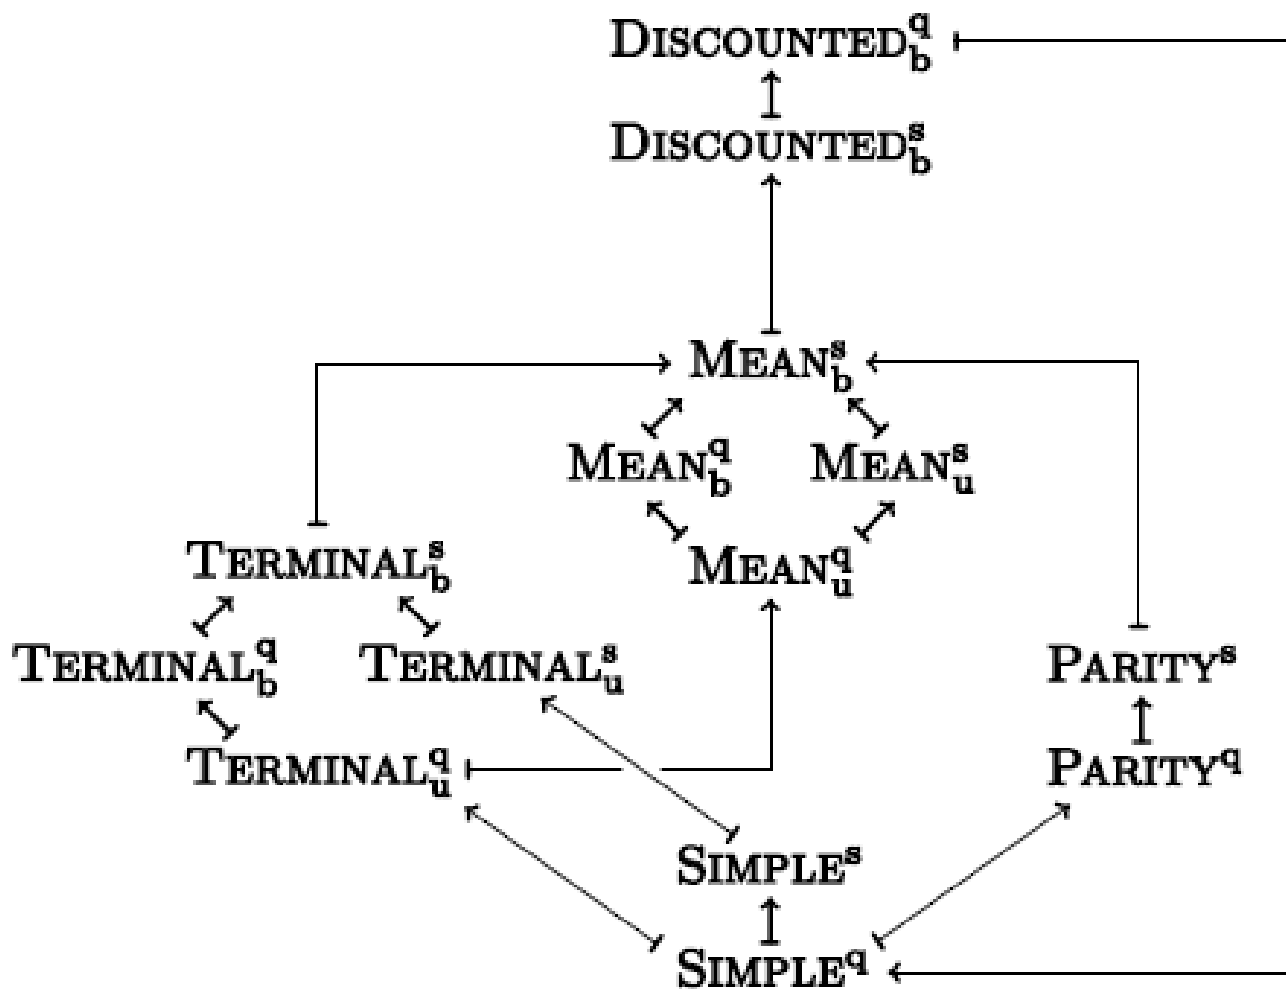 DISCOUNTED^q_b
DISCOUNTED^s_b
MEAN^s_b
MEAN^q_b MEAN^s_u
TERMINAL^s_b MEAN^q_u
TERMINAL^q_b TERMINAL^s_u PARITY^s
TERMINAL^q_u PARITY^q
SIMPLE^s
SIMPLE^q